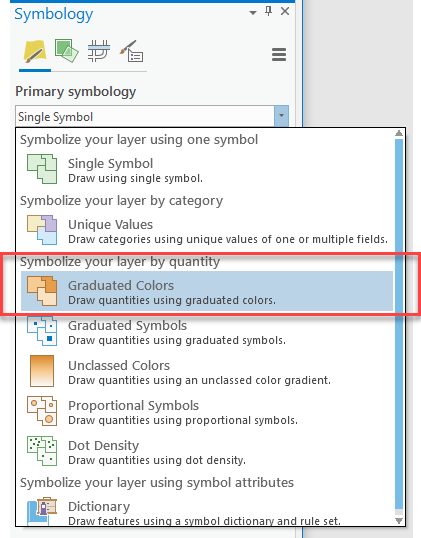 Symbology
Primary symbology
Single Symbol
Symbolize your layer using one symbol
Single Symbol
Draw using single symbol.
Symbolize your layer by category
Unique Values
Draw categories using unique values of one or multiple fields.
Symbolize your layer by quantity
Graduated Colors
Draw quantities using graduated colors.
Graduated Symbols
Draw quantities using graduated symbols.
Unclassed Colors
Draw quantities using an unclassed color gradient.
Proportional Symbols
Draw quantities using proportional symbols.
Dot Density
Draw quantities using dot density.
Symbolize your layer using symbol attributes
Dictionary
Draw features using a symbol dictionary and rule set.